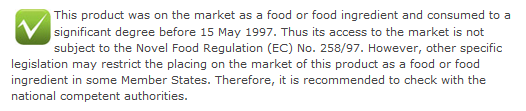 This product was on the market as a food or food ingredient and consumed to a
significant degree before 15 May 1997. Thus its access to the market is not
subject to the Novel Food Regulation (EC) No. 258/97. However, other specific
legislation may restrict the placing on the market of this product as a food or food
ingredient in some Member States. Therefore, it is recommended to check with the
national competent authorities.